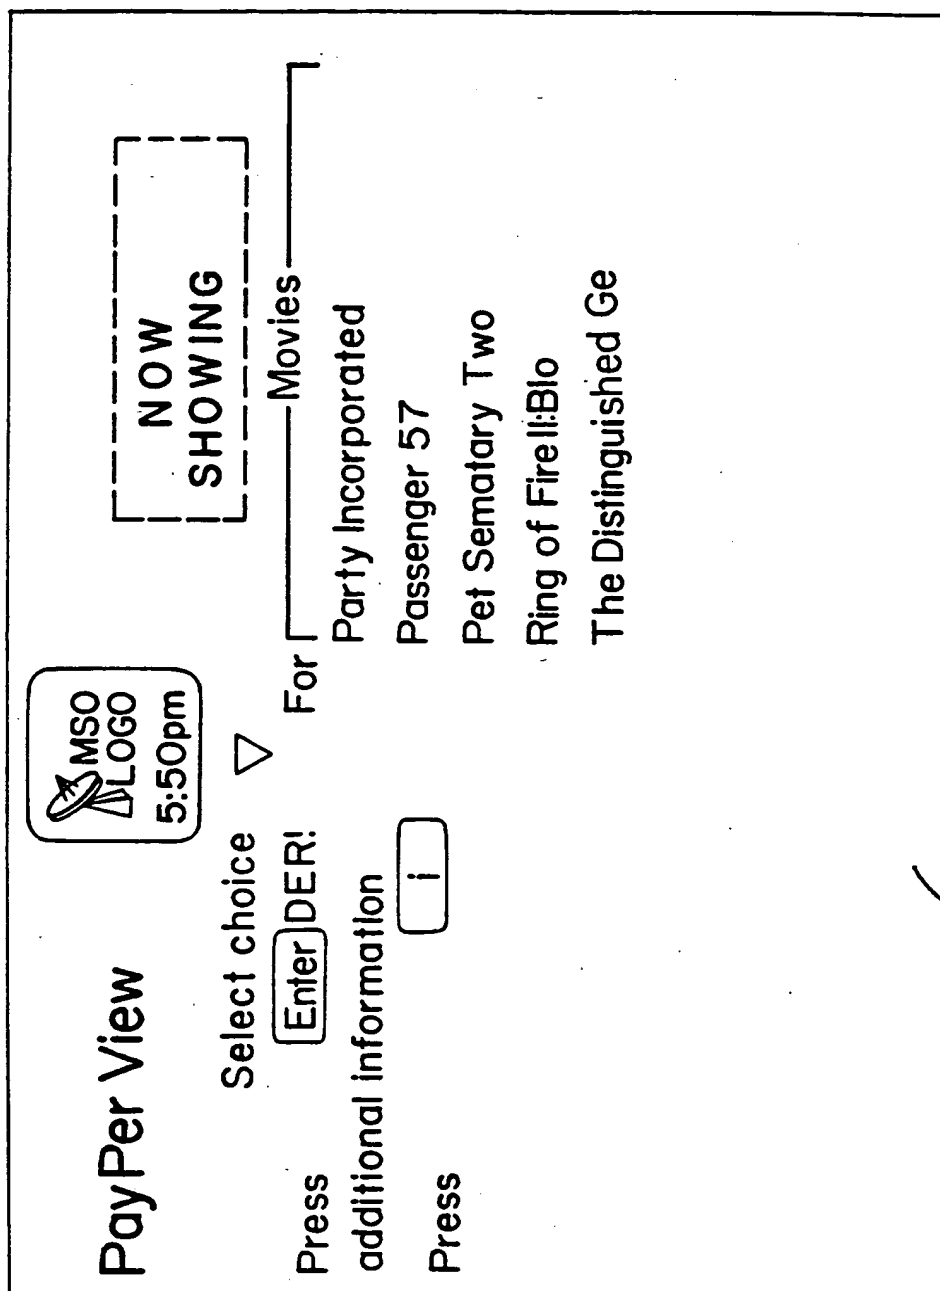 PayPer View
MSO
LOGO
5:50pm
NOW
SHOWING
Select choice
Press Enter DER! For
additional information
Press i
Movies
Party Incorporated
Passenger 57
Pet Sematary Two
Ring of FireII:Blo
The Distinguished Ge